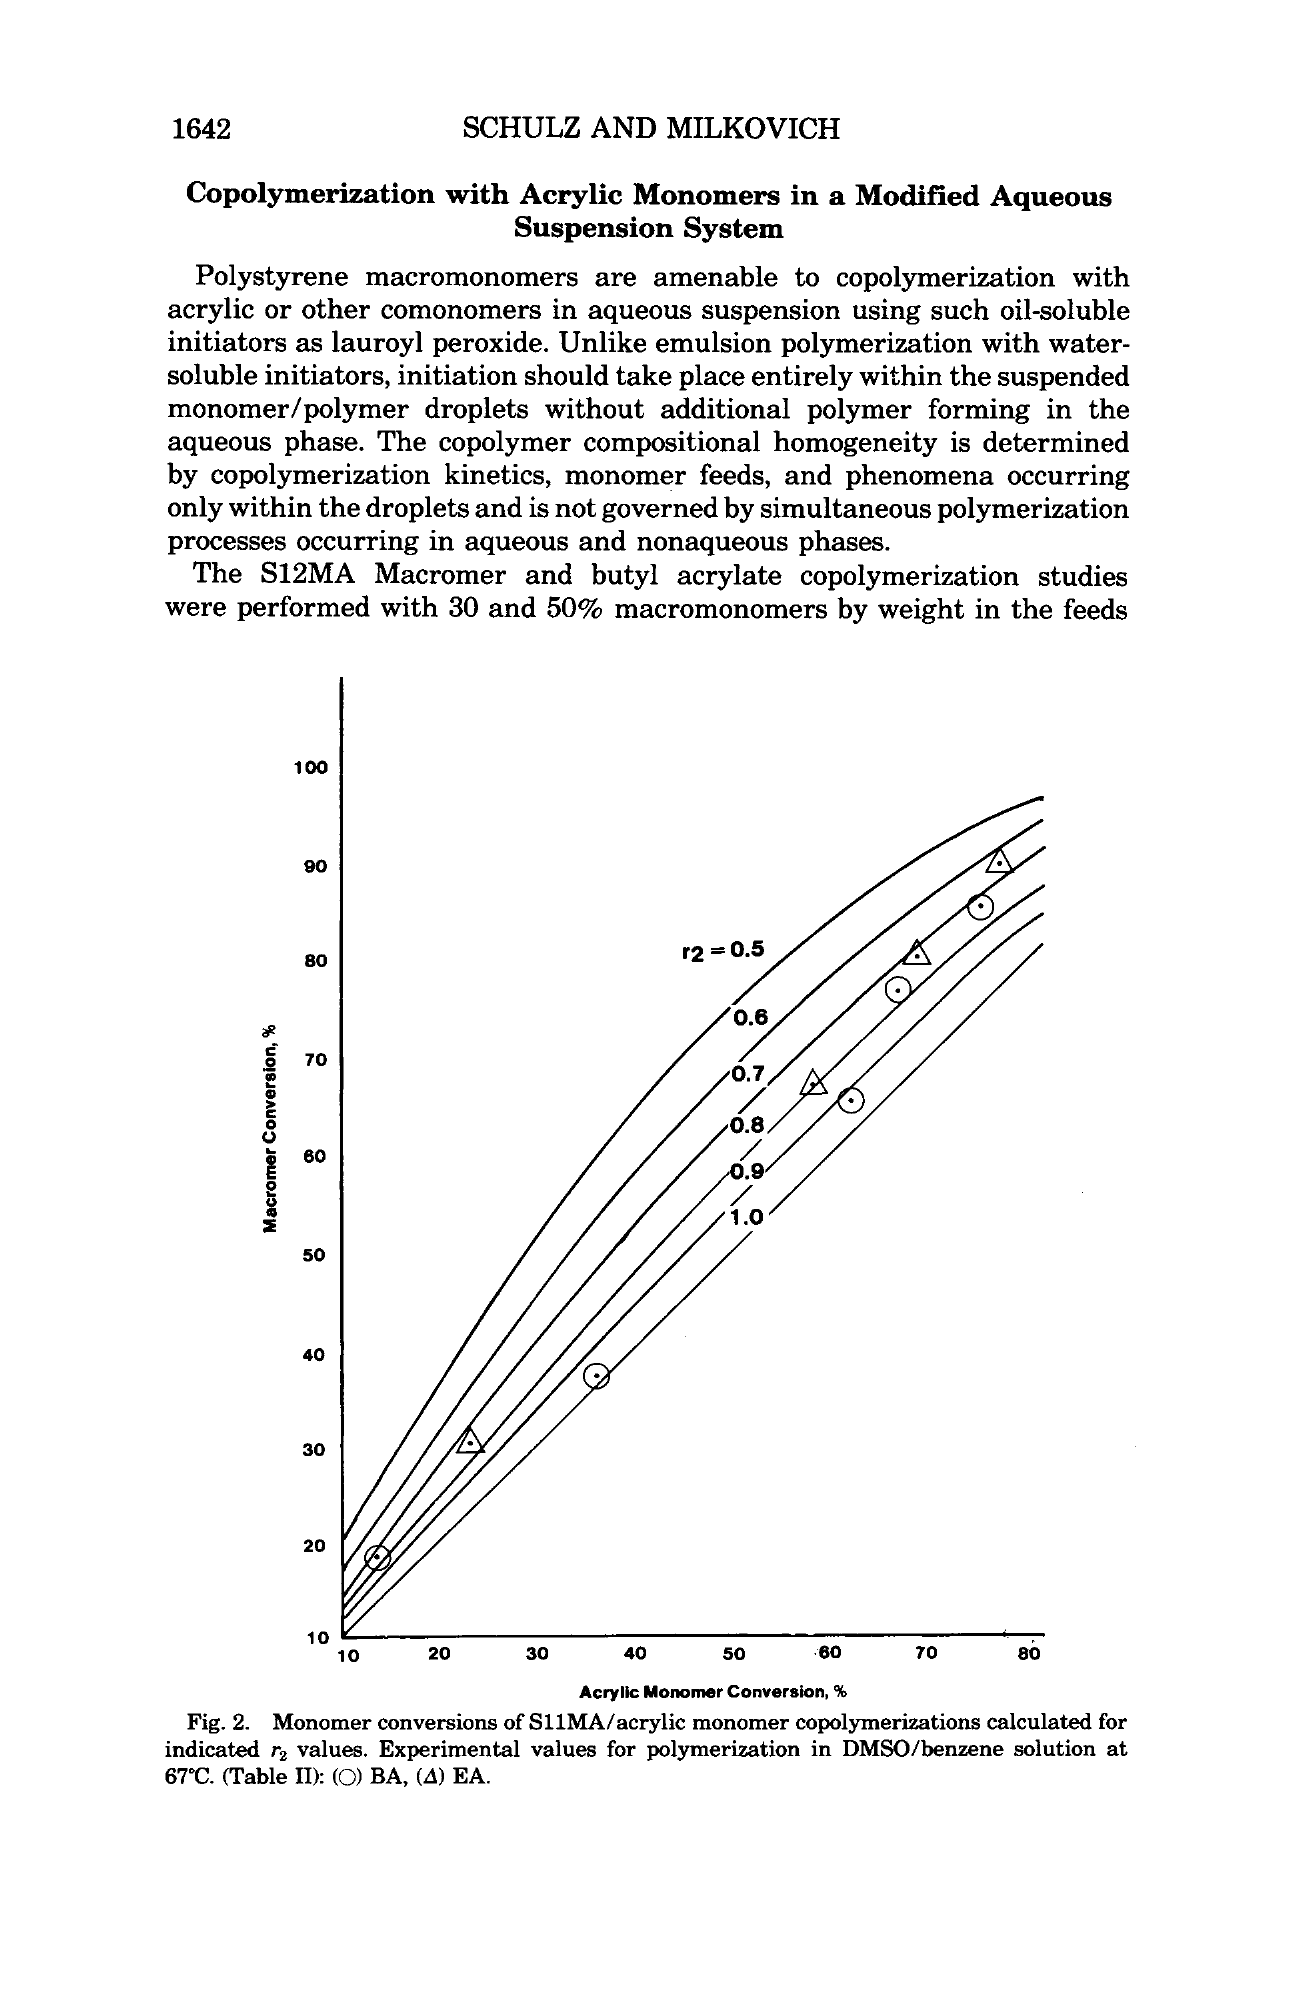 1642 SCHULZ AND MILKOVICH
Copolymerization with Acrylic Monomers in a Modified Aqueous
Suspension System
Polystyrene macromonomers are amenable to copolymerization with
acrylic or other comonomers in aqueous suspension using such oil-soluble
initiators as lauroyl peroxide. Unlike emulsion polymerization with water-
soluble initiators, initiation should take place entirely within the suspended
monomer/polymer droplets without additional polymer forming in the
aqueous phase. The copolymer compositional homogeneity is determined
by copolymerization kinetics, monomer feeds, and phenomena occurring
only within the droplets and is not governed by simultaneous polymerization
processes occurring in aqueous and nonaqueous phases.
The S12MA Macromer and butyl acrylate copolymerization studies
were performed with 30 and 50% macromonomers by weight in the feeds
100
90
80
70
60
50
40
30
20
10
Macromer Conversion, %
r2 = 0.5
0.6
0.7
0.8
0.9
1.0
10 20 30 40 50 60 70 80
Acrylic Monomer Conversion, %
Fig. 2. Monomer conversions of S11MA/acrylic monomer copolymerizations calculated for
indicated r₂ values. Experimental values for polymerization in DMSO/benzene solution at
67°C. (Table II): (○) BA, (Δ) EA.